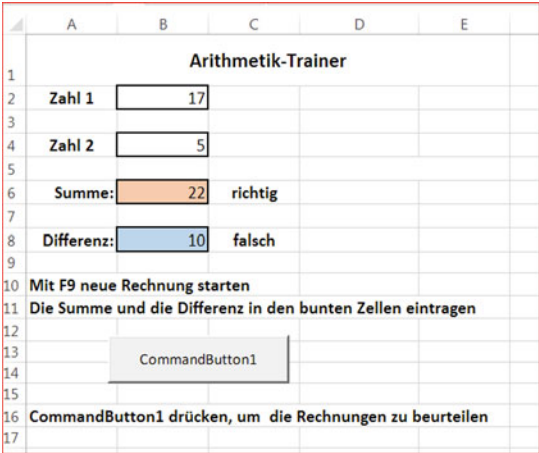 A B C D E
1 Arithmetik-Trainer
2 Zahl 1 17
3
4 Zahl 2 5
5
6 Summe: 22 richtig
7
8 Differenz: 10 falsch
9
10 Mit F9 neue Rechnung starten
11 Die Summe und die Differenz in den bunten Zellen eintragen
12
13 CommandButton1
14
15
16 CommandButton1 drücken, um die Rechnungen zu beurteilen
17